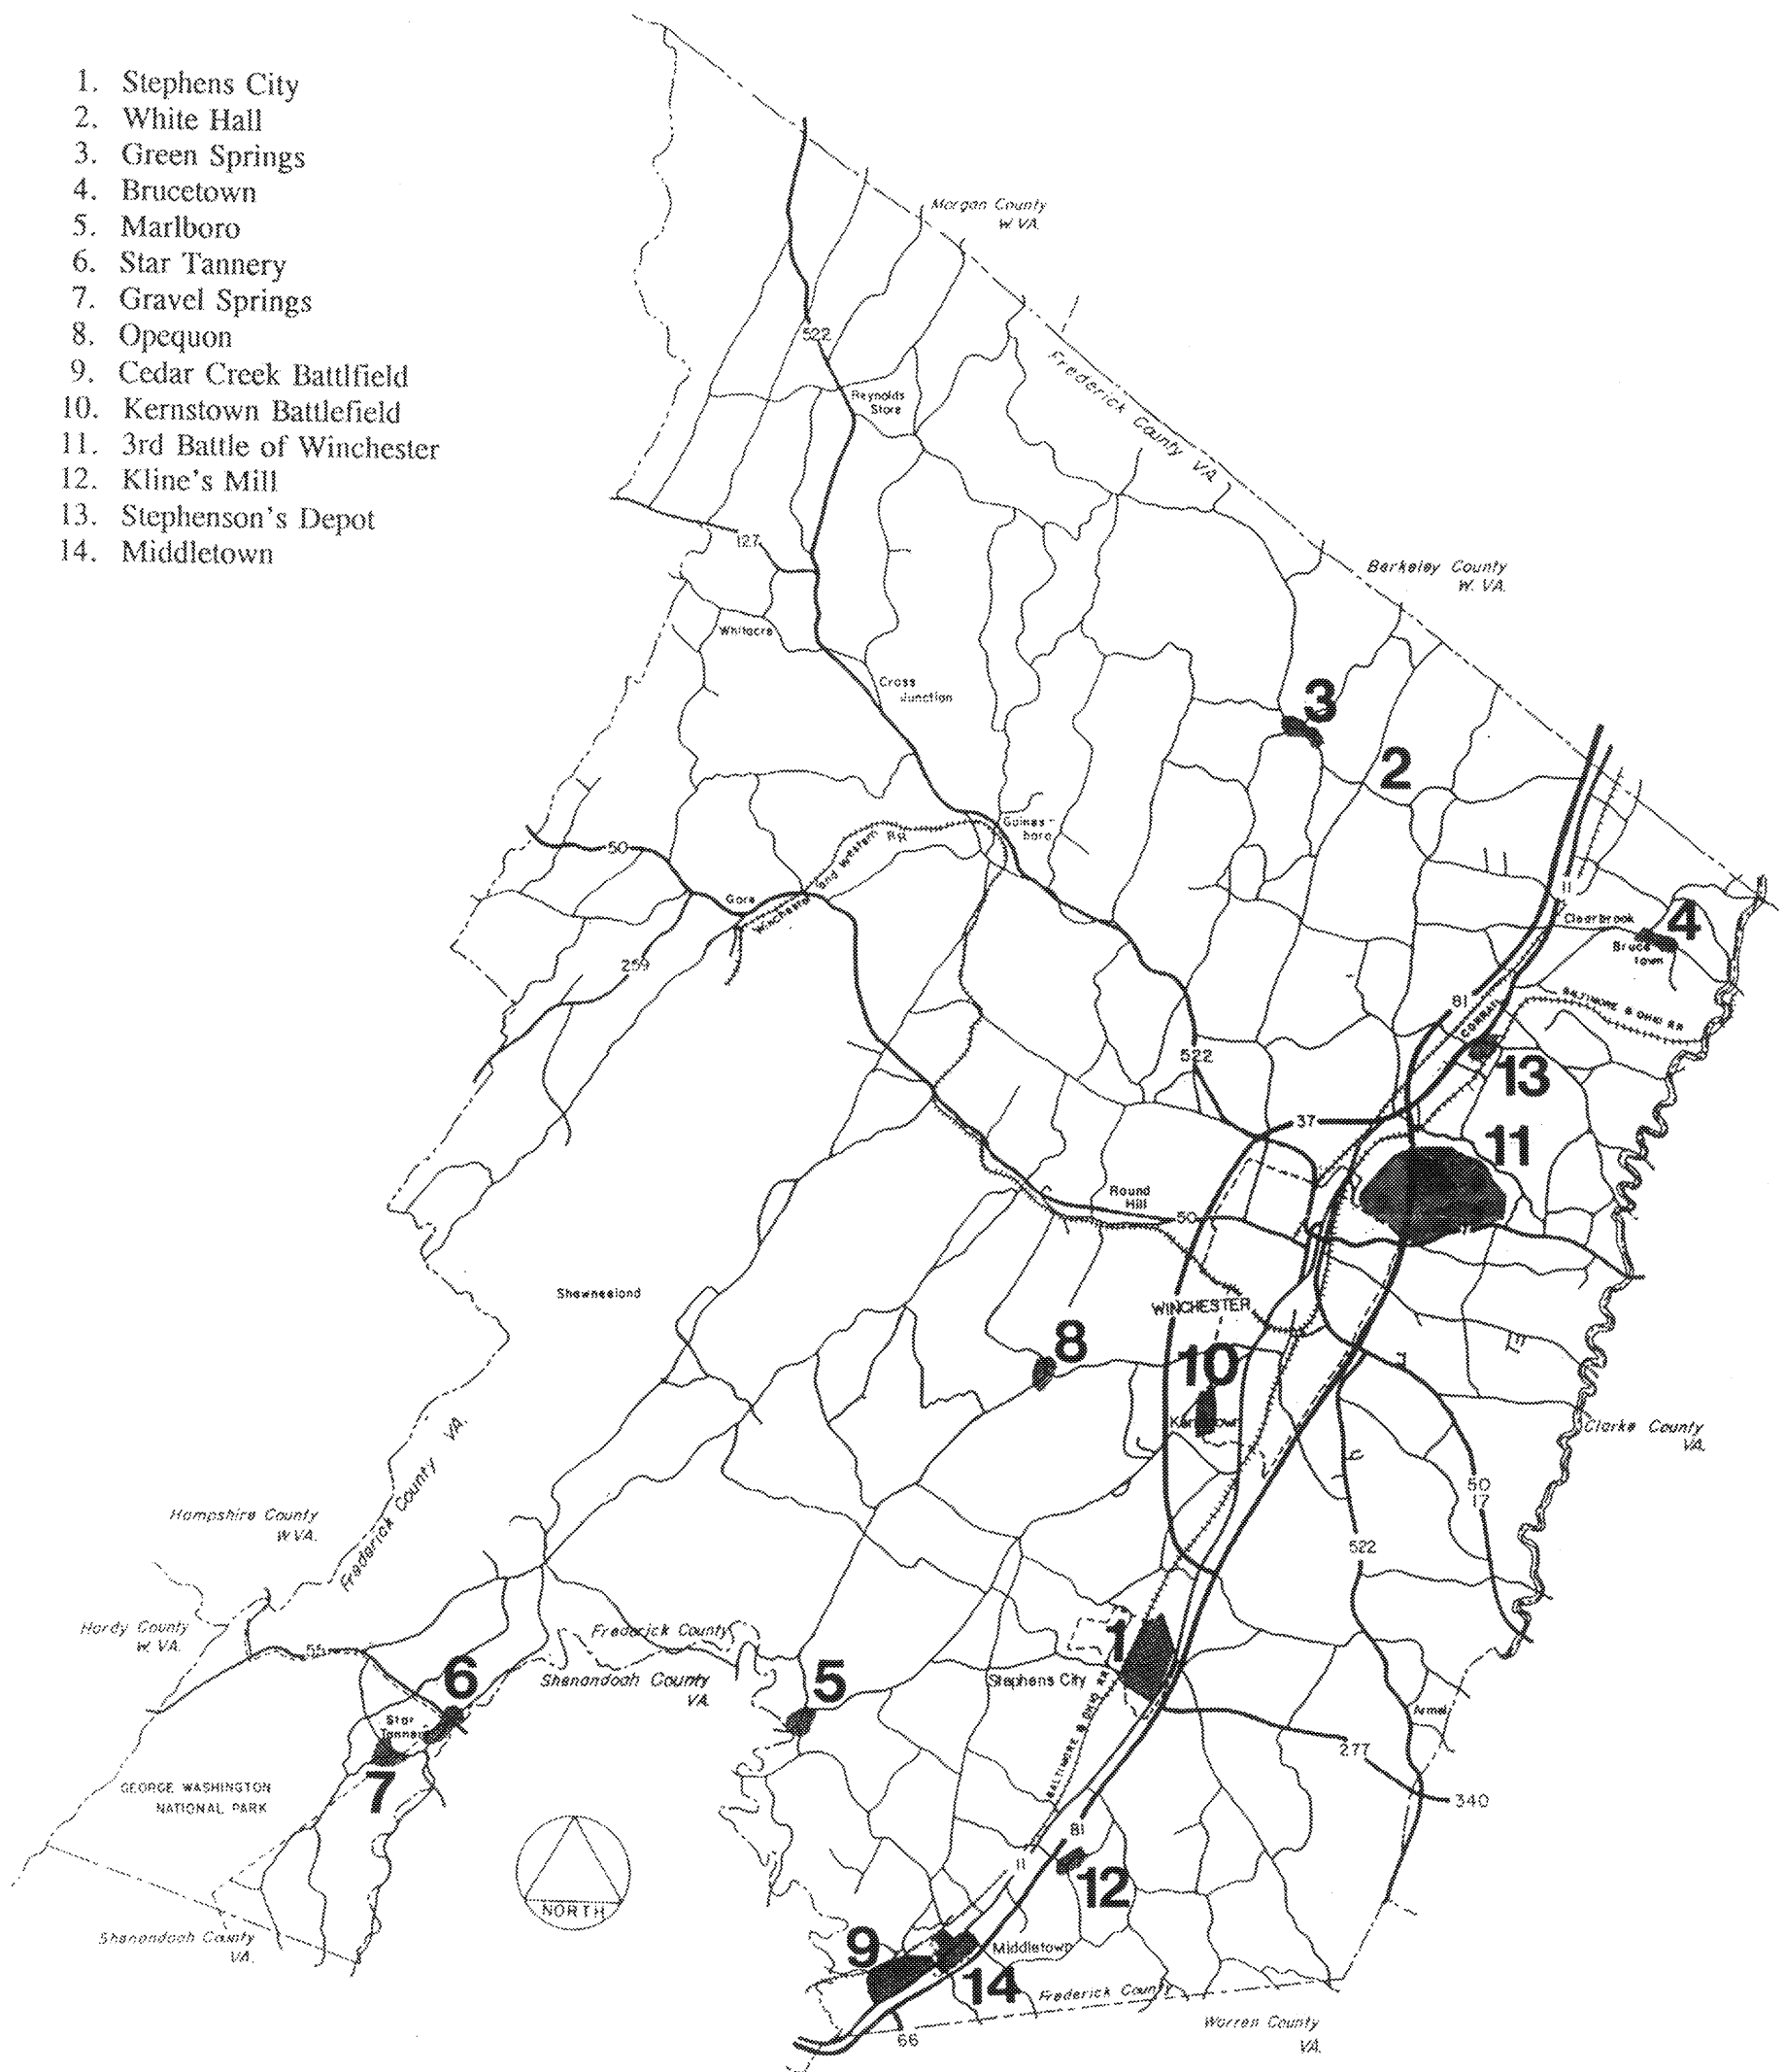 1. Stephens City
2. White Hall
3. Green Springs
4. Brucetown
5. Marlboro
6. Star Tannery
7. Gravel Springs
8. Opequon
9. Cedar Creek Battlfield
10. Kernstown Battlefield
11. 3rd Battle of Winchester
12. Kline's Mill
13. Stephenson's Depot
14. Middletown
Morgan County
W. VA.
522
Frederick County VA.
Reynolds
Store
127
Berkeley County
W. VA.
Whitacre
Cross
Junction
3
2
Gaines-
boro
50
Winchester and Western RR
Gore
11
Clearbrook
4
Bruce
town
259
81
CONRAIL
BALTIMORE & OHIO RR
522
13
37
11
Round
Hill
50
Shawneeland
WINCHESTER
8
10
Clarke County
VA.
Frederick County VA.
50
17
Hampshire County
W. VA.
522
Hardy County
W. VA.
55
Frederick County
Shenandoah County
VA.
1
Stephens City
6
5
Star
Tannery
BALTIMORE & OHIO RR
Armel
277
340
7
GEORGE WASHINGTON
NATIONAL PARK
NORTH
81
11
12
Shenandoah County
VA.
9
Middletown
14
Frederick County
Warren County
VA.
66